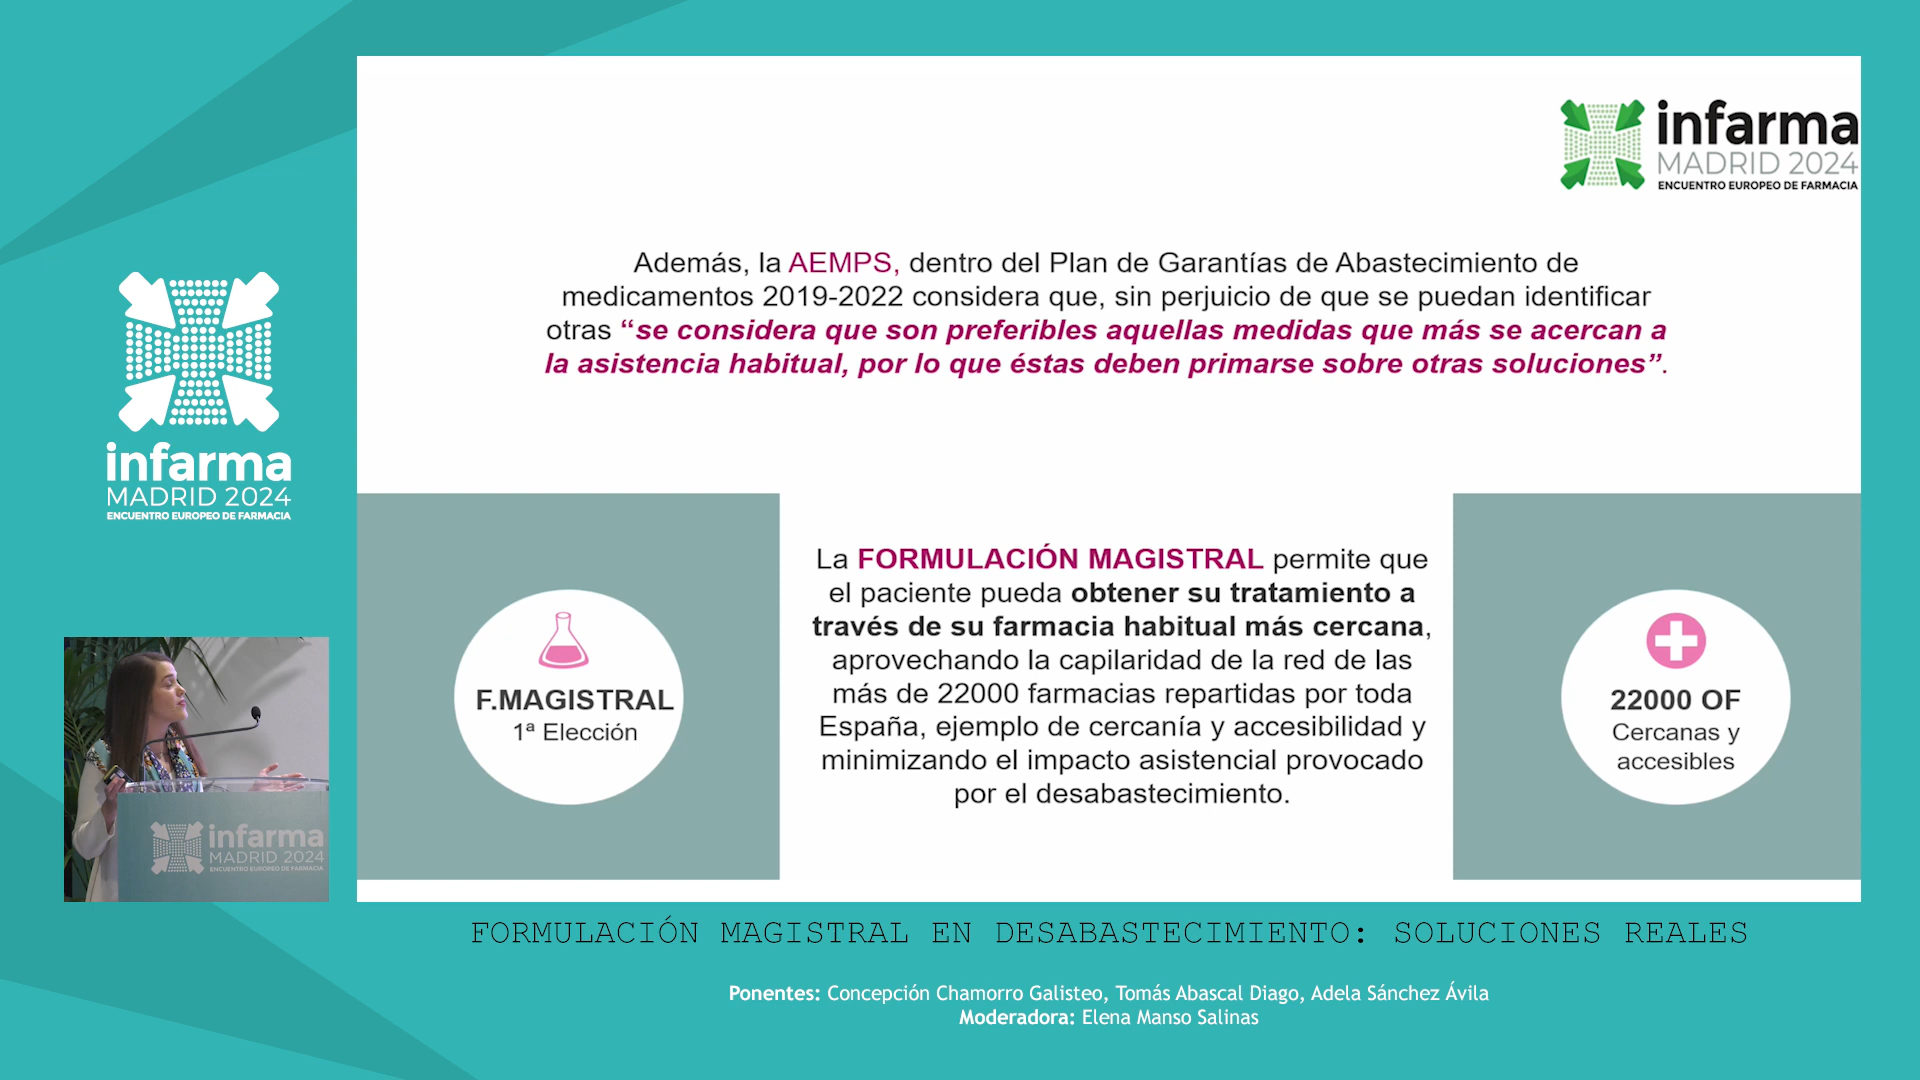 infarma
MADRID 2024
ENCUENTRO EUROPEO DE FARMACIA
Además, la AEMPS, dentro del Plan de Garantías de Abastecimiento de
medicamentos 2019-2022 considera que, sin perjuicio de que se puedan identificar
otras “se considera que son preferibles aquellas medidas que más se acercan a
la asistencia habitual, por lo que éstas deben primarse sobre otras soluciones”.
infarma
MADRID 2024
ENCUENTRO EUROPEO DE FARMACIA
F.MAGISTRAL
1ª Elección
La FORMULACIÓN MAGISTRAL permite que
el paciente pueda obtener su tratamiento a
través de su farmacia habitual más cercana,
aprovechando la capilaridad de la red de las
más de 22000 farmacias repartidas por toda
España, ejemplo de cercanía y accesibilidad y
minimizando el impacto asistencial provocado
por el desabastecimiento.
22000 OF
Cercanas y
accesibles
infarma
MADRID 2024
ENCUENTRO EUROPEO DE FARMACIA
FORMULACIÓN MAGISTRAL EN DESABASTECIMIENTO: SOLUCIONES REALES
Ponentes: Concepción Chamorro Galisteo, Tomás Abascal Diago, Adela Sánchez Ávila
Moderadora: Elena Manso Salinas